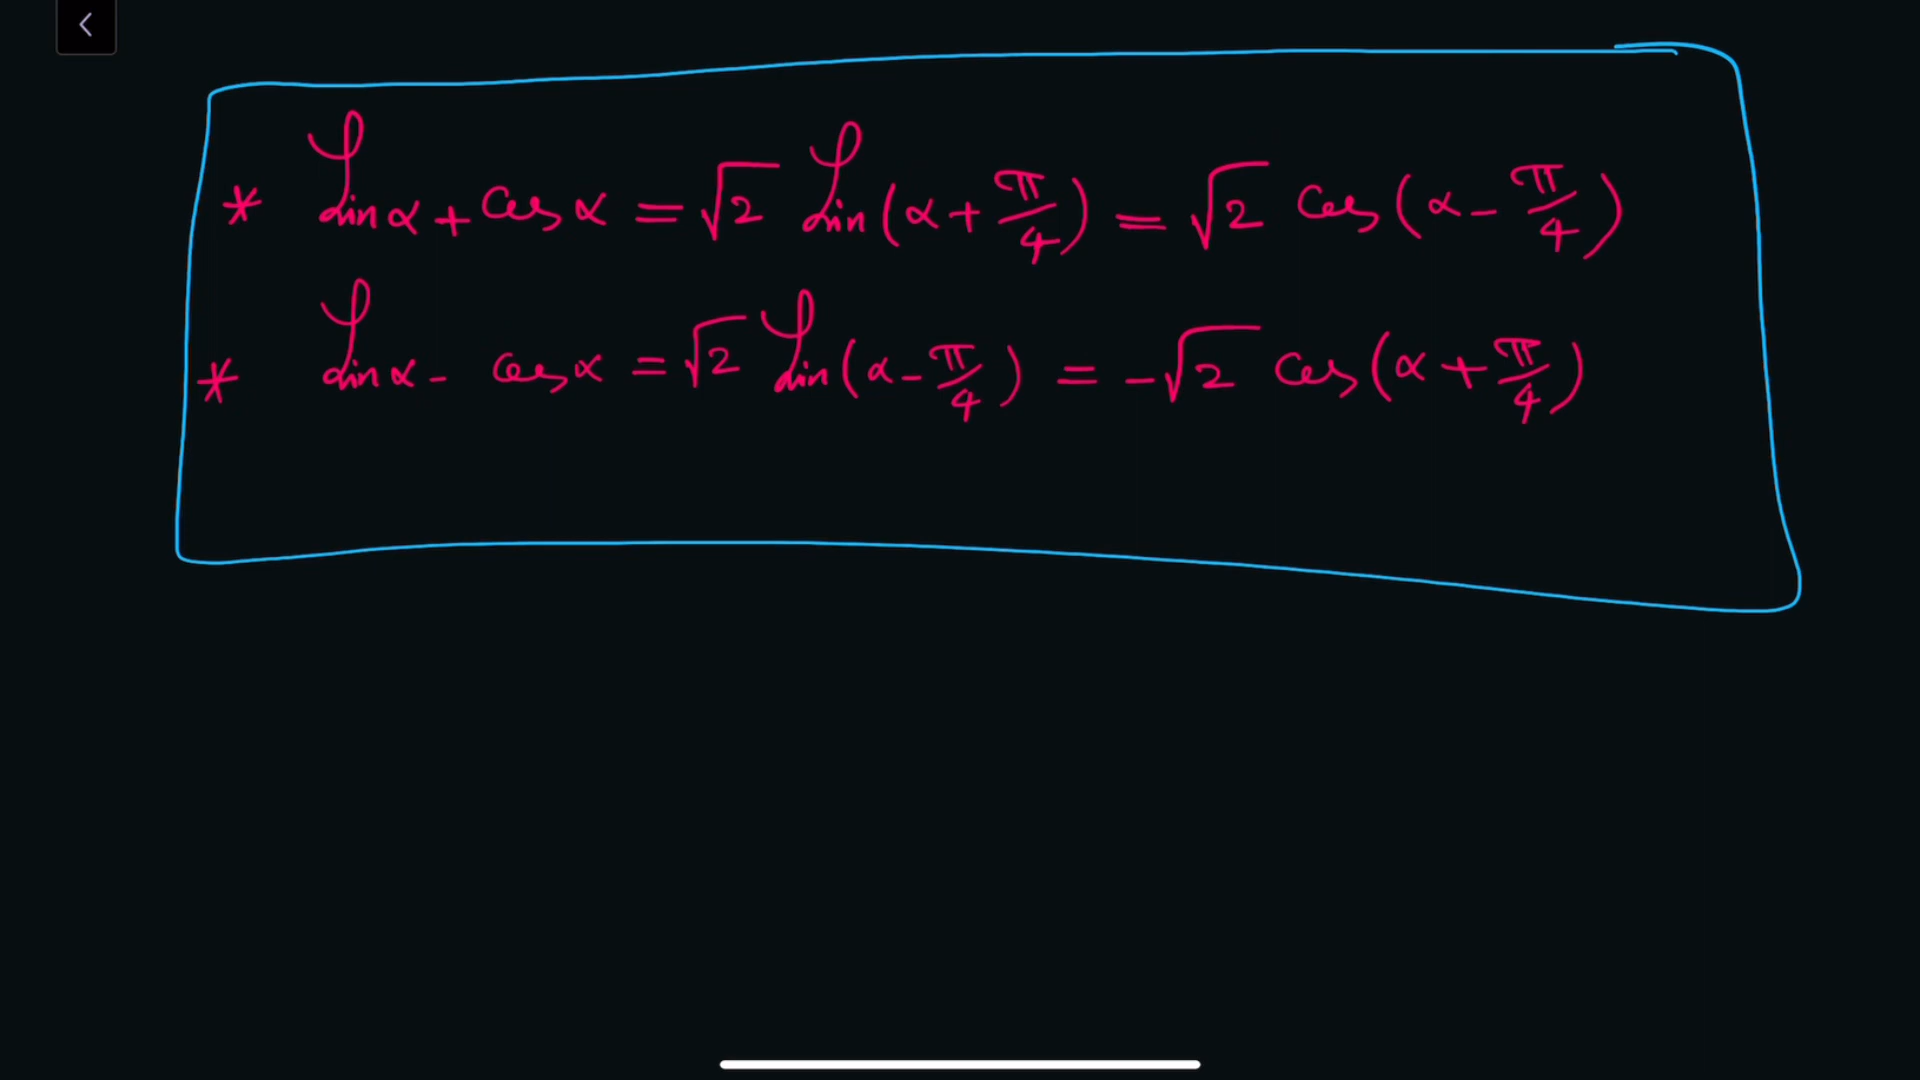 * Sin α + cos α = √2 Sin(α + π/4) = √2 cos(α - π/4)
* Sin α - cos α = √2 Sin(α - π/4) = -√2 cos(α + π/4)